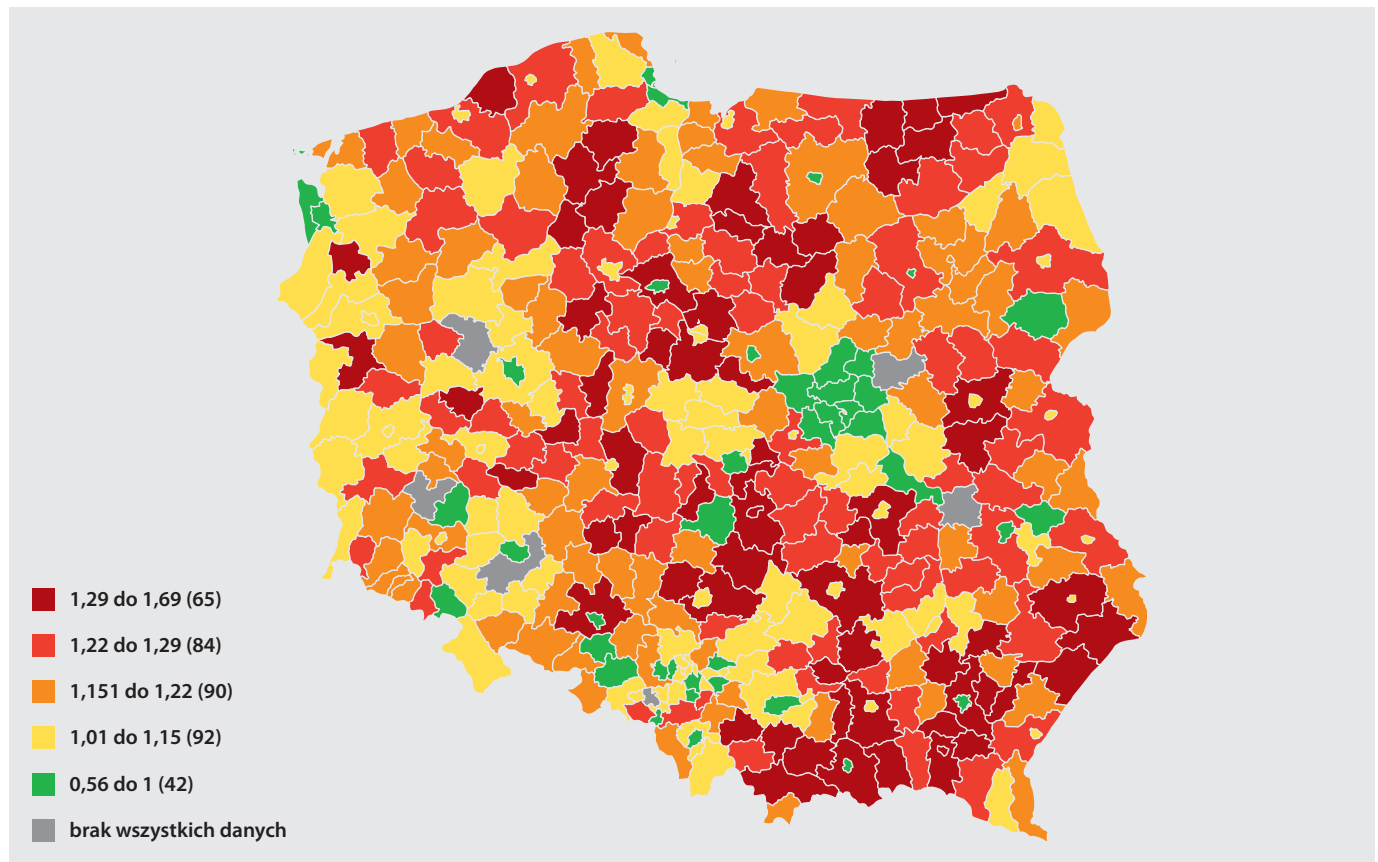 1,29 do 1,69 (65)
1,22 do 1,29 (84)
1,151 do 1,22 (90)
1,01 do 1,15 (92)
0,56 do 1 (42)
brak wszystkich danych